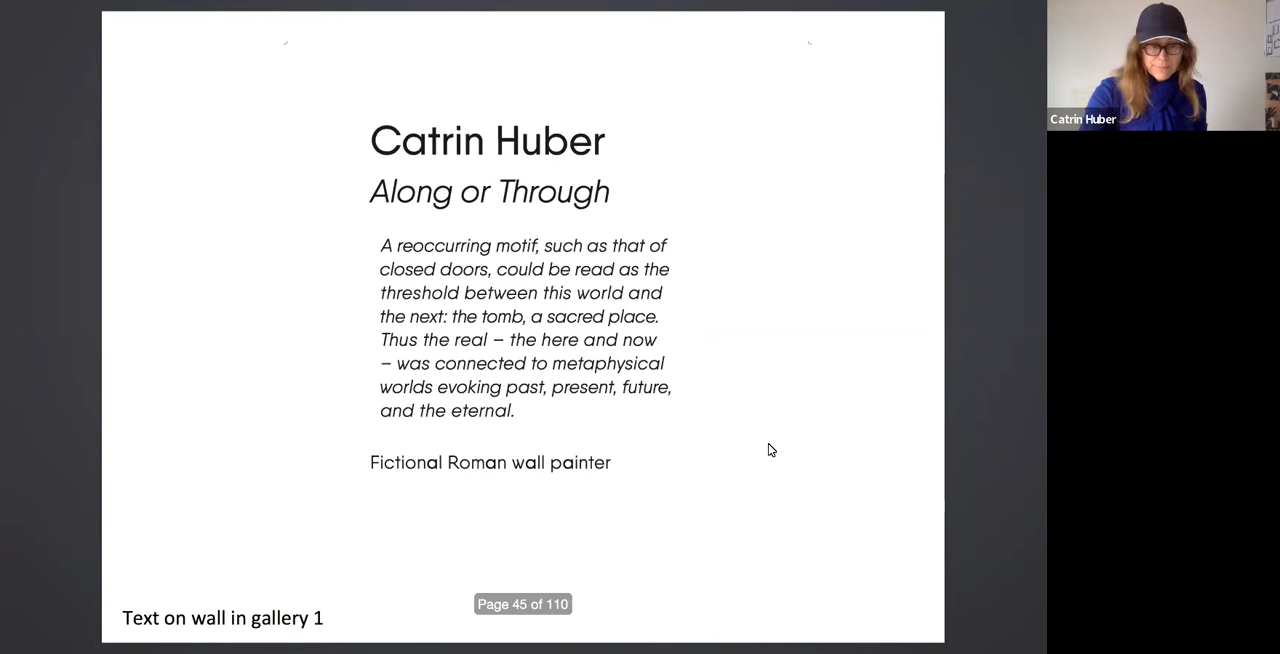 Catrin Huber
Along or Through
A reoccurring motif, such as that of
closed doors, could be read as the
threshold between this world and
the next: the tomb, a sacred place.
Thus the real – the here and now
– was connected to metaphysical
worlds evoking past, present, future,
and the eternal.
Fictional Roman wall painter
Page 45 of 110
Text on wall in gallery 1
Catrin Huber